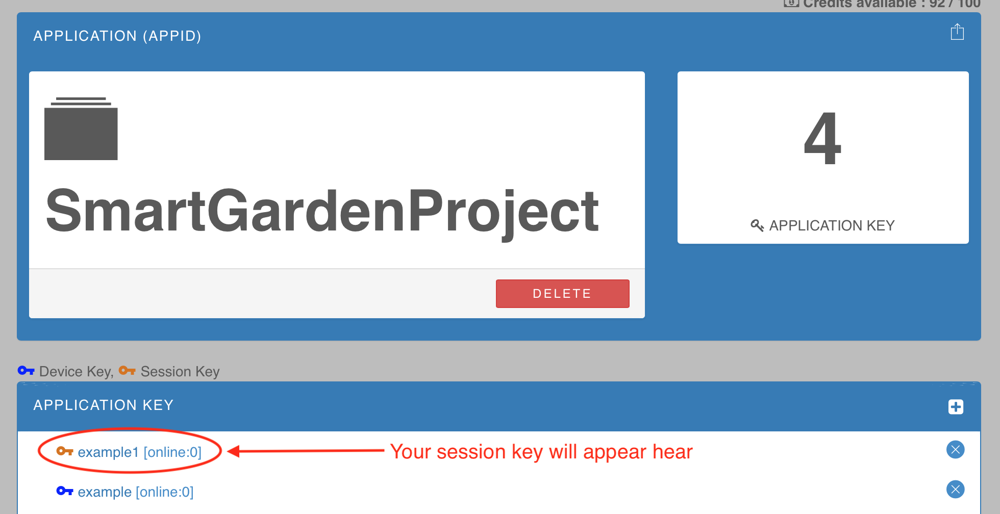 Credits available : 92 / 100
APPLICATION (APPID)
SmartGardenProject
4
APPLICATION KEY
DELETE
Device Key, Session Key
APPLICATION KEY
example1 [online:0]
Your session key will appear hear
example [online:0]